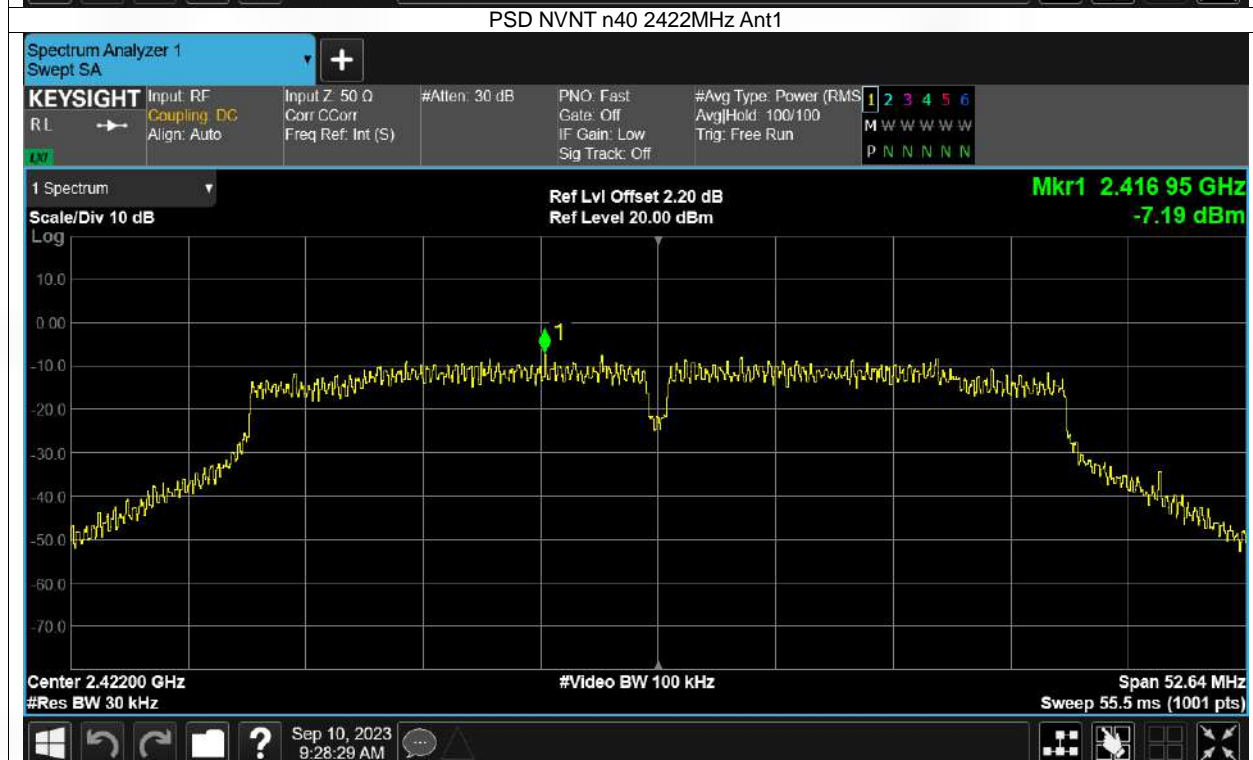 PSD NVNT n40 2422MHz Ant1
Spectrum Analyzer 1
Swept SA
+
KEYSIGHT
RL
LXI
Input: RF
Coupling: DC
Align: Auto
Input Z: 50 Ω
Corr CCorr
Freq Ref: Int (S)
#Atten: 30 dB
PNO: Fast
Gate: Off
IF Gain: Low
Sig Track: Off
#Avg Type: Power (RMS
Avg|Hold: 100/100
Trig: Free Run
1 2 3 4 5 6
M W W W W W
P N N N N N
1 Spectrum
Scale/Div 10 dB
Log
Ref Lvl Offset 2.20 dB
Ref Level 20.00 dBm
Mkr1 2.416 95 GHz
-7.19 dBm
10.0
0.00
-10.0
-20.0
-30.0
-40.0
-50.0
-60.0
-70.0
1
Center 2.42200 GHz
#Res BW 30 kHz
#Video BW 100 kHz
Span 52.64 MHz
Sweep 55.5 ms (1001 pts)
?
Sep 10, 2023
9:28:29 AM